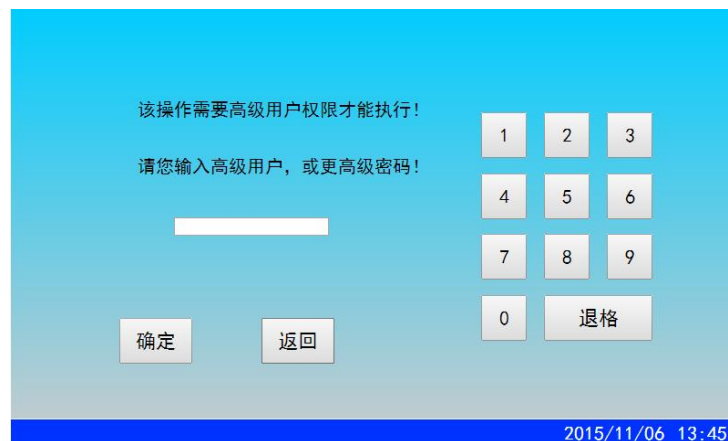 该操作需要高级用户权限才能执行！
请您输入高级用户，或更高级密码！
1 2 3
4 5 6
7 8 9
0 退格
确定 返回
2015/11/06 13:45